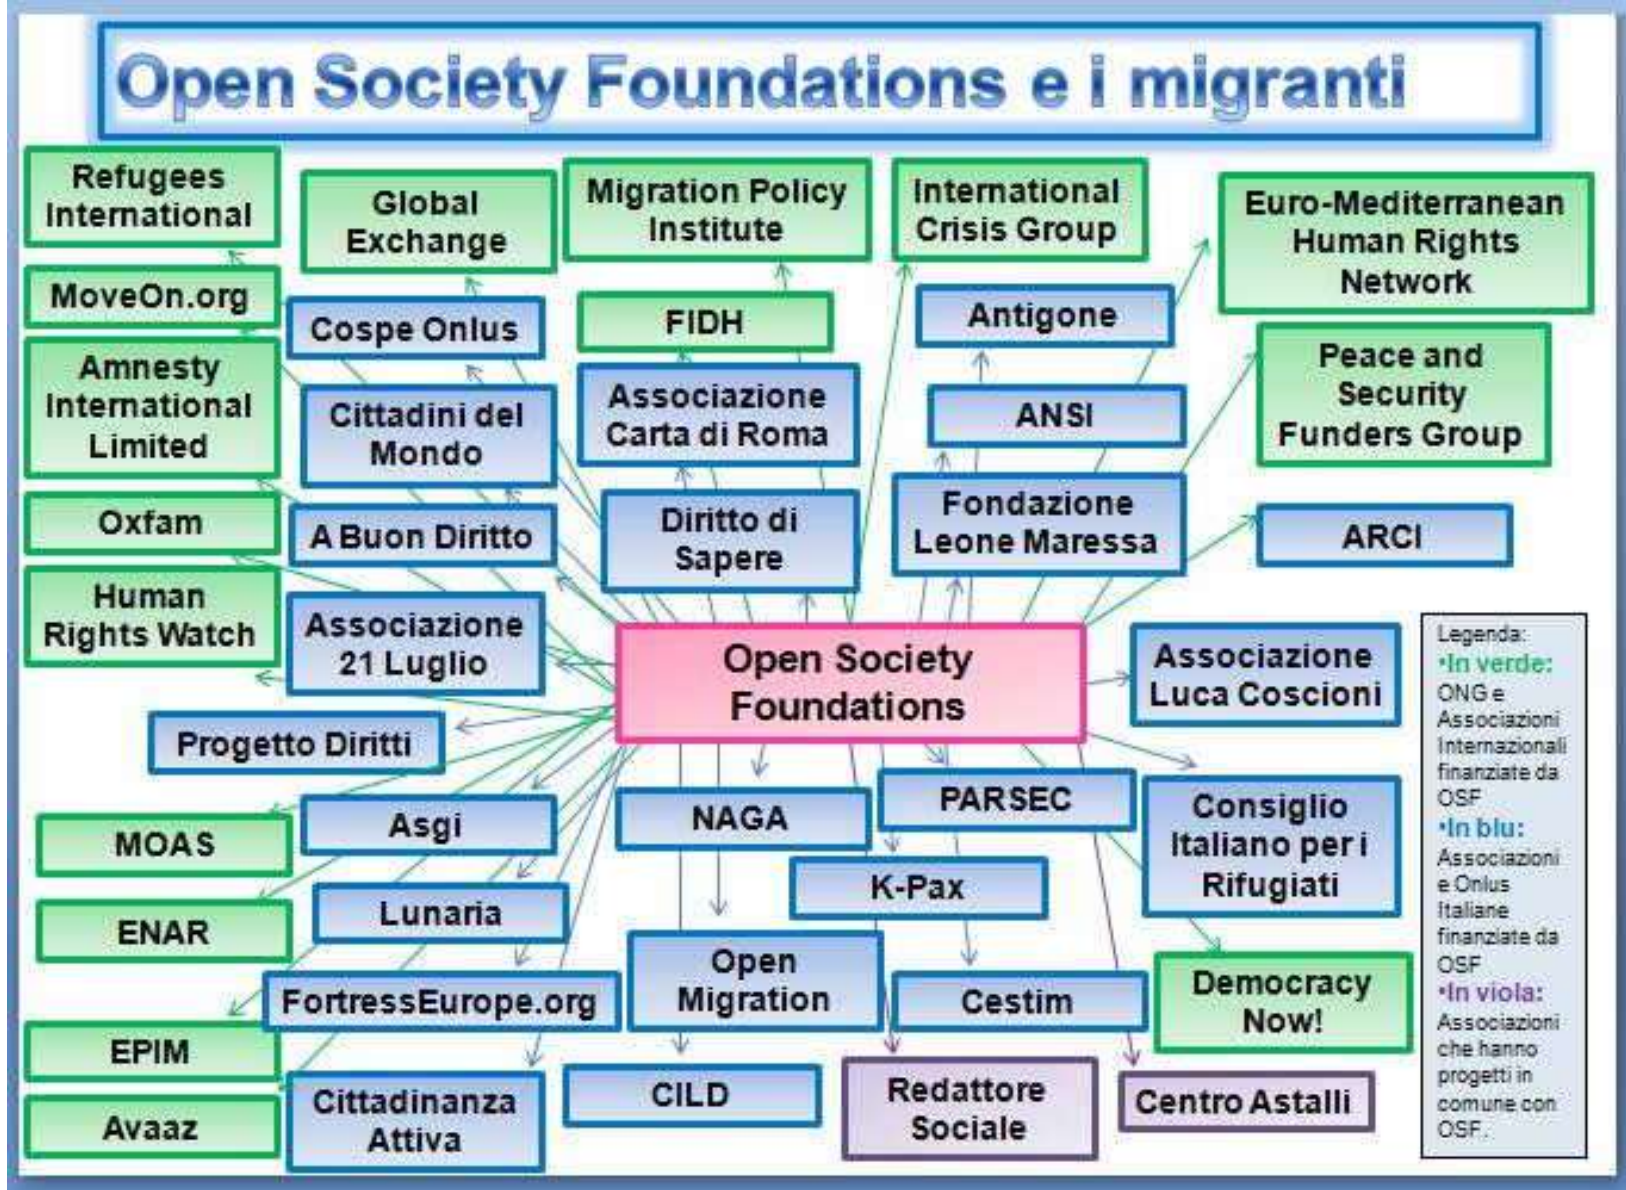 Open Society Foundations e i migranti
Refugees
International
Global
Exchange
Migration Policy
Institute
International
Crisis Group
Euro-Mediterranean
Human Rights
Network
MoveOn.org
Cospe Onlus
FIDH
Antigone
Peace and
Security
Funders Group
Amnesty
International
Limited
Cittadini del
Mondo
Associazione
Carta di Roma
ANSI
Oxfam
A Buon Diritto
Diritto di
Sapere
Fondazione
Leone Maressa
ARCI
Human
Rights Watch
Associazione
21 Luglio
Open Society
Foundations
Associazione
Luca Coscioni
Progetto Diritti
MOAS
Asgi
NAGA
PARSEC
Consiglio
Italiano per i
Rifugiati
K-Pax
ENAR
Lunaria
FortressEurope.org
Open
Migration
Cestim
Democracy
Now!
EPIM
Avaaz
Cittadinanza
Attiva
CILD
Redattore
Sociale
Centro Astalli
Legenda:
•In verde:
ONG e
Associazioni
Internazionali
finanziate da
OSF
•In blu:
Associazioni
e Onlus
Italiane
finanziate da
OSF
•In viola:
Associazioni
che hanno
progetti in
comune con
OSF.